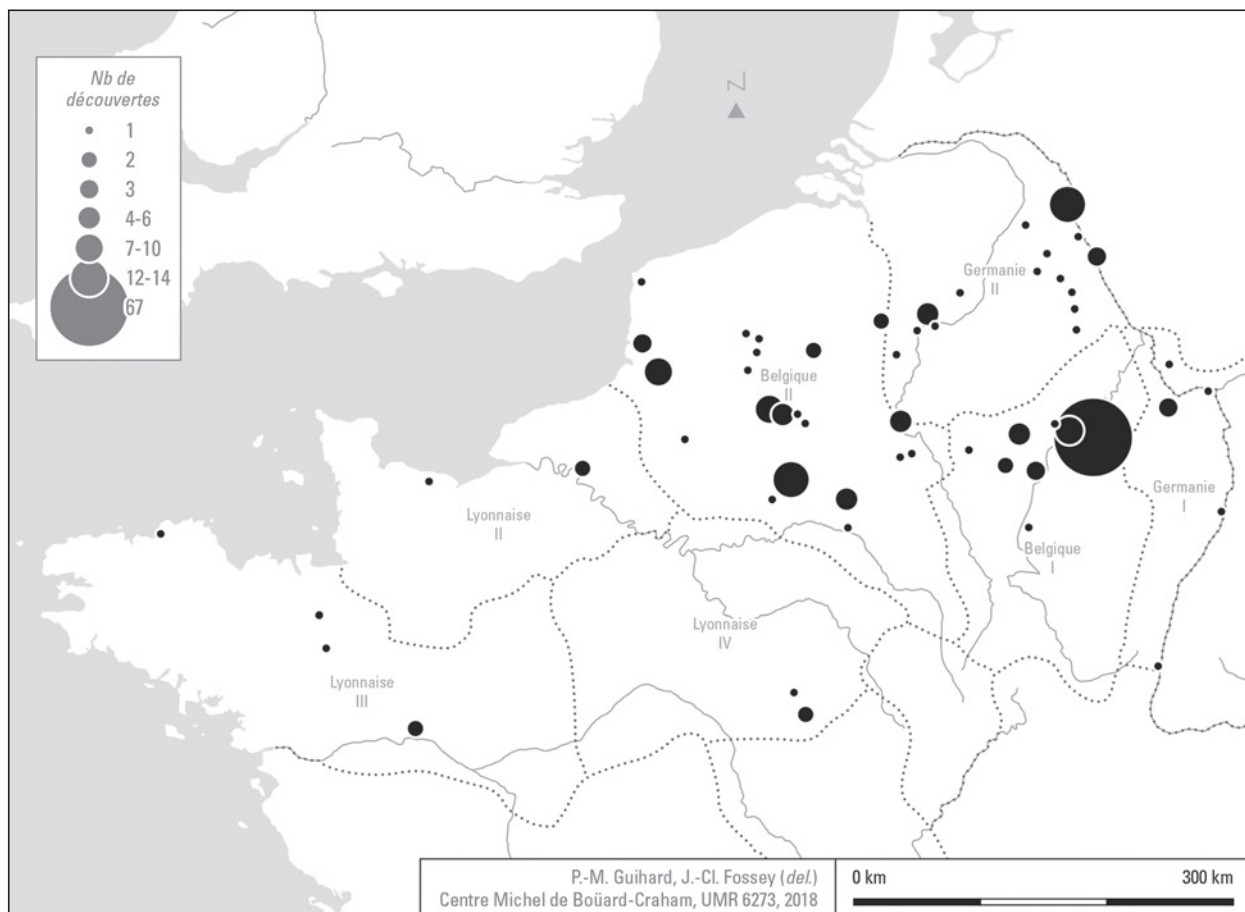 Nb de
découvertes
1
2
3
4-6
7-10
12-14
67
N
Germanie
II
Belgique
II
Germanie
I
Belgique
I
Lyonnaise
II
Lyonnaise
IV
Lyonnaise
III
P.-M. Guihard, J.-Cl. Fossey (del.)
Centre Michel de Boüard-Craham, UMR 6273, 2018
0 km 300 km